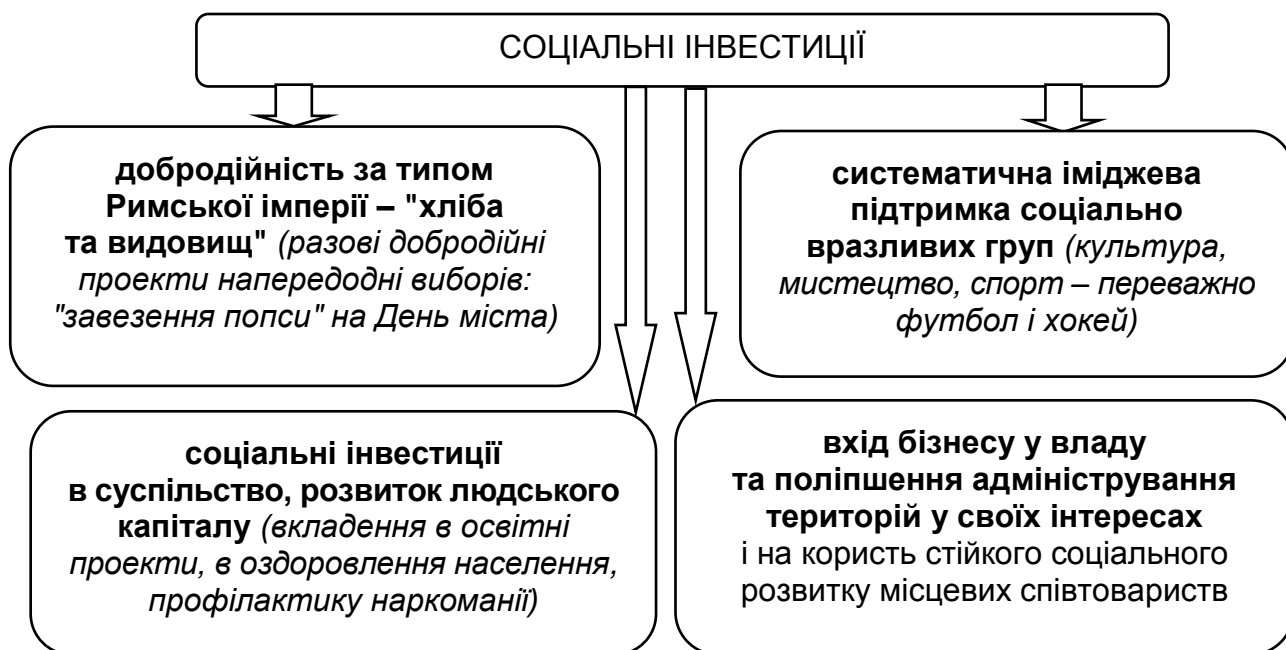 СОЦІАЛЬНІ ІНВЕСТИЦІЇ
добродійність за типом
Римської імперії – "хліба
та видовищ" (разові добродійні
проекти напередодні виборів:
"завезення попси" на День міста)
систематична іміджева
підтримка соціально
вразливих груп (культура,
мистецтво, спорт – переважно
футбол і хокей)
соціальні інвестиції
в суспільство, розвиток людського
капіталу (вкладення в освітні
проекти, в оздоровлення населення,
профілактику наркоманії)
вхід бізнесу у владу
та поліпшення адміністрування
територій у своїх інтересах
і на користь стійкого соціального
розвитку місцевих співтовариств